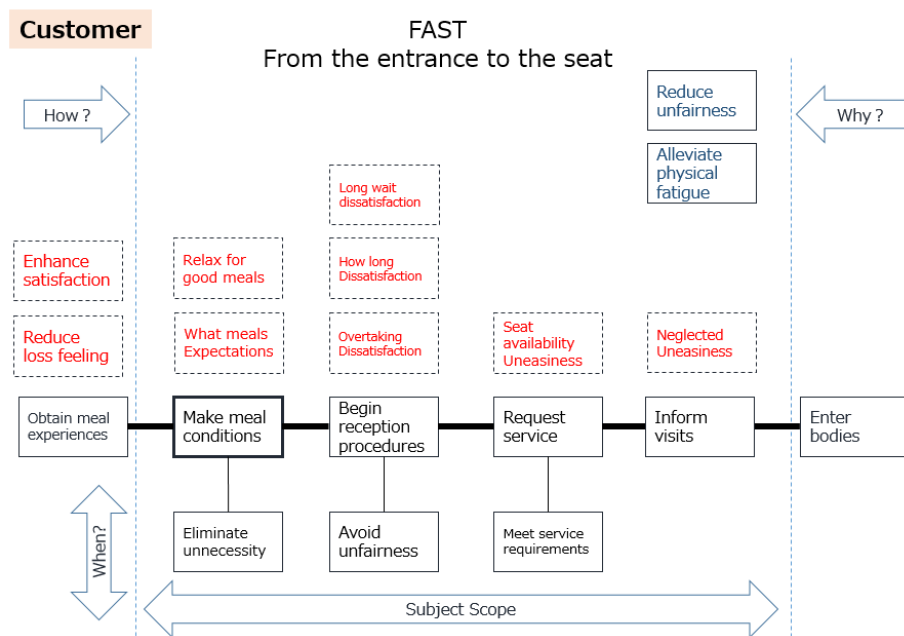 Customer
FAST
From the entrance to the seat
How ?
Reduce
unfairness
Why ?
Alleviate
physical
fatigue
Long wait
dissatisfaction
Enhance
satisfaction
Relax for
good meals
How long
Dissatisfaction
Reduce
loss feeling
What meals
Expectations
Overtaking
Dissatisfaction
Seat
availability
Uneasiness
Neglected
Uneasiness
Obtain meal
experiences
Make meal
conditions
Begin
reception
procedures
Request
service
Inform
visits
Enter
bodies
When?
Eliminate
unnecessity
Avoid
unfairness
Meet service
requirements
Subject Scope